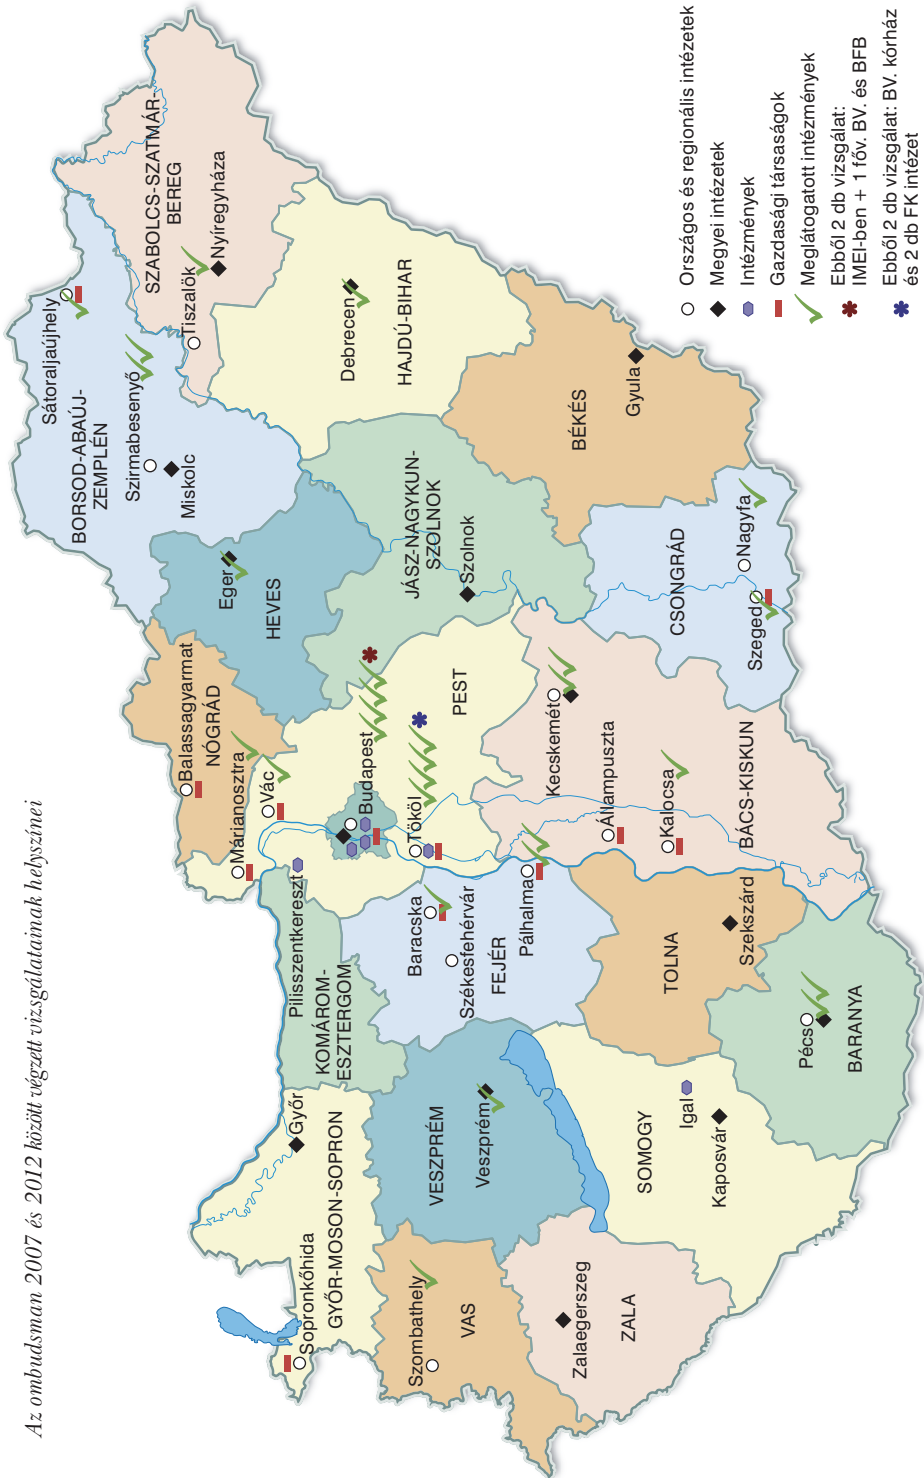 Az ombudsman 2007 és 2012 között végzett vizsgálatainak helyszínei
Sátoraljaújhely
BORSOD-ABAÚJ-
ZEMPLÉN
Szirmabesenyő
Miskolc
SZABOLCS-SZATMÁR-
BEREG
Tiszalök
Nyíregyháza
Balassagyarmat
NÓGRÁD
Eger
HEVES
Debrecen
HAJDÚ-BIHAR
Márianosztra
Vác
Budapest
PEST
Tököl
JÁSZ-NAGYKUN-
SZOLNOK
Szolnok
Sopronkőhida
GYŐR-MOSON-SOPRON
Győr
Pilisszentkereszt
KOMÁROM-
ESZTERGOM
Baracska
Székesfehérvár
FEJÉR
Pálhalma
Szombathely
VAS
VESZPRÉM
Veszprém
Zalaegerszeg
ZALA
SOMOGY
Igal
Kaposvár
TOLNA
Szekszárd
Pécs
BARANYA
Kecskemét
Állampuszta
Kalocsa
BÁCS-KISKUN
CSONGRÁD
Szeged
Nagyfa
BÉKÉS
Gyula
Országos és regionális intézetek
Megyei intézetek
Intézmények
Gazdasági társaságok
Meglátogatott intézmények
Ebből 2 db vizsgálat:
IMEI-ben + 1 főv. BV. és BFB
Ebből 2 db vizsgálat: BV. kórház
és 2 db FK intézet